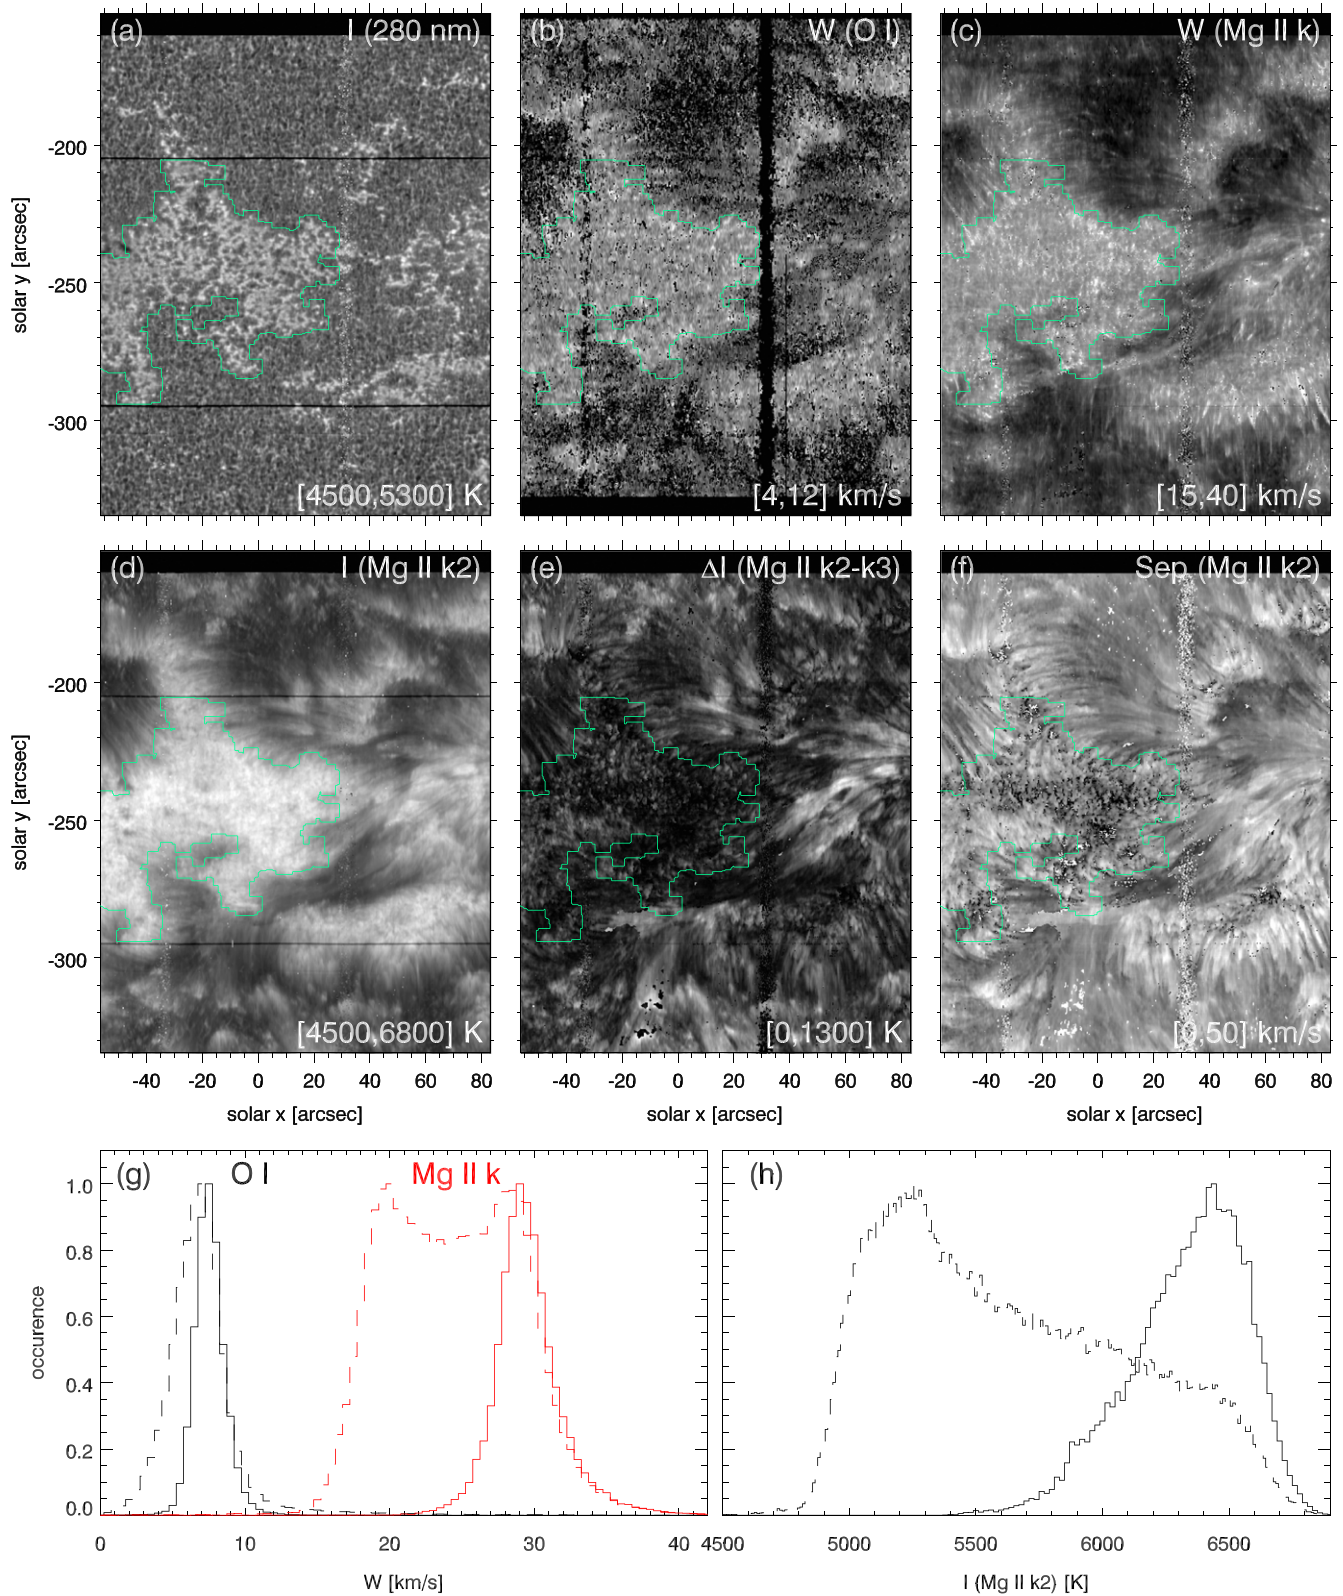 (a) I (280 nm)
(b) W (O I)
(c) W (Mg II k)
-200
-250
-300
solar y [arcsec]
[4500,5300] K
[4,12] km/s
[15,40] km/s
(d) I (Mg II k2)
(e) ΔI (Mg II k2-k3)
(f) Sep (Mg II k2)
-200
-250
-300
solar y [arcsec]
[4500,6800] K
[0,1300] K
[0,50] km/s
-40 -20 0 20 40 60 80
-40 -20 0 20 40 60 80
-40 -20 0 20 40 60 80
solar x [arcsec]
solar x [arcsec]
solar x [arcsec]
(g) O I Mg II k
(h)
1.0
0.8
0.6
0.4
0.2
0.0
occurence
0 10 20 30 40
4500 5000 5500 6000 6500
W [km/s]
I (Mg II k2) [K]